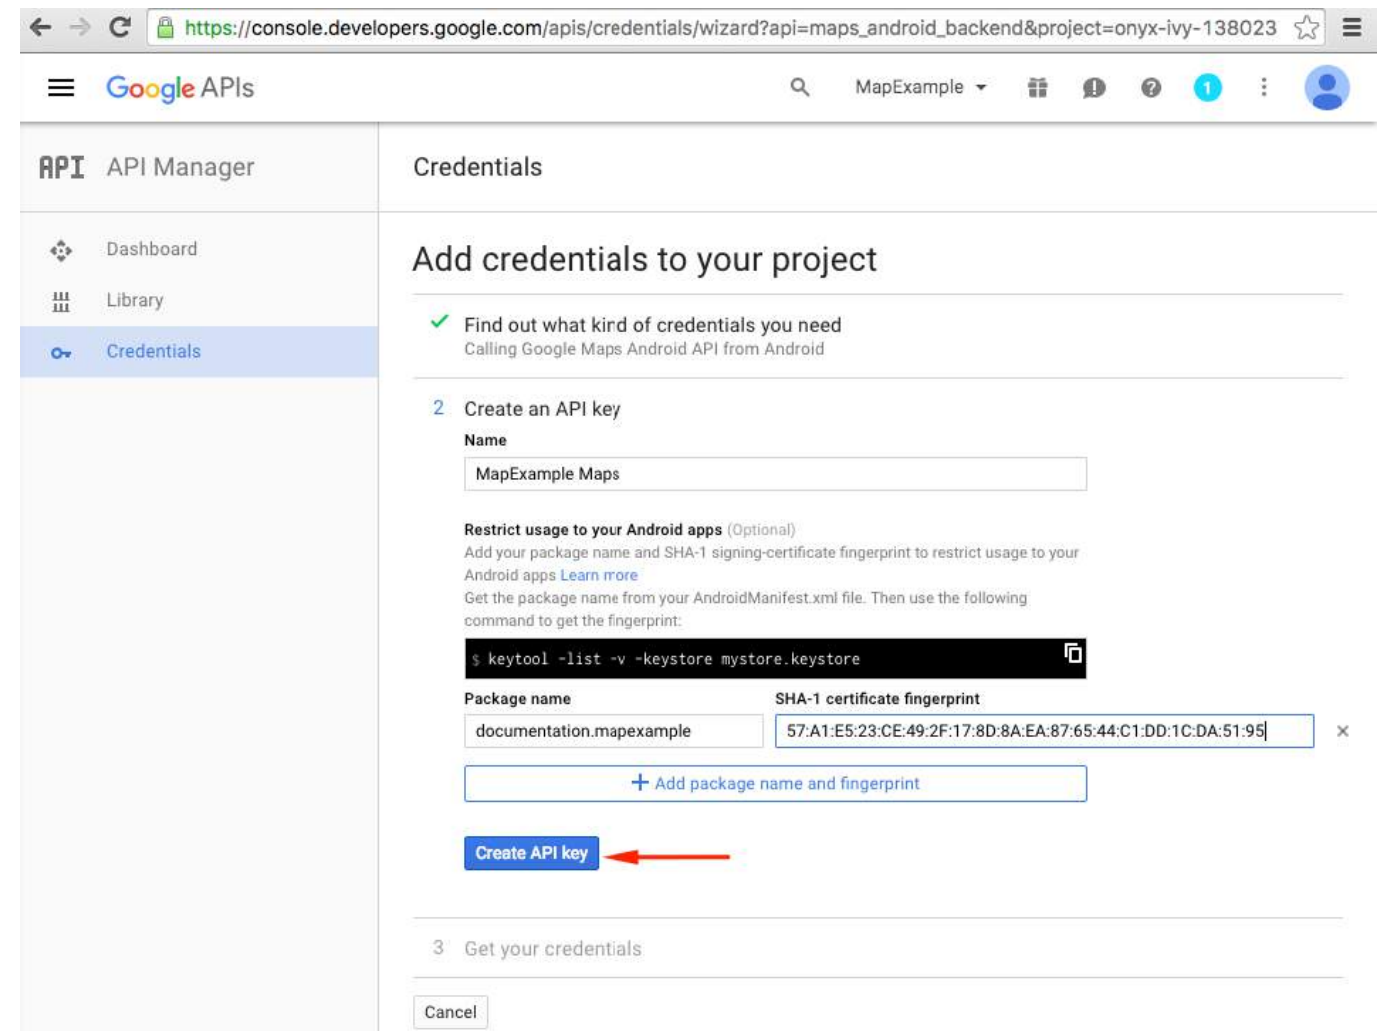 https://console.developers.google.com/apis/credentials/wizard?api=maps_android_backend&project=onyx-ivy-138023
Google APIs
MapExample
1
API API Manager
Credentials
Dashboard
Library
Credentials
Add credentials to your project
Find out what kind of credentials you need
Calling Google Maps Android API from Android
2 Create an API key
Name
MapExample Maps
Restrict usage to your Android apps (Optional)
Add your package name and SHA-1 signing-certificate fingerprint to restrict usage to your
Android apps Learn more
Get the package name from your AndroidManifest.xml file. Then use the following
command to get the fingerprint:
$ keytool -list -v -keystore mystore.keystore
Package name SHA-1 certificate fingerprint
documentation.mapexample 57:A1:E5:23:CE:49:2F:17:8D:8A:EA:87:65:44:C1:DD:1C:DA:51:95
+ Add package name and fingerprint
Create API key
3 Get your credentials
Cancel